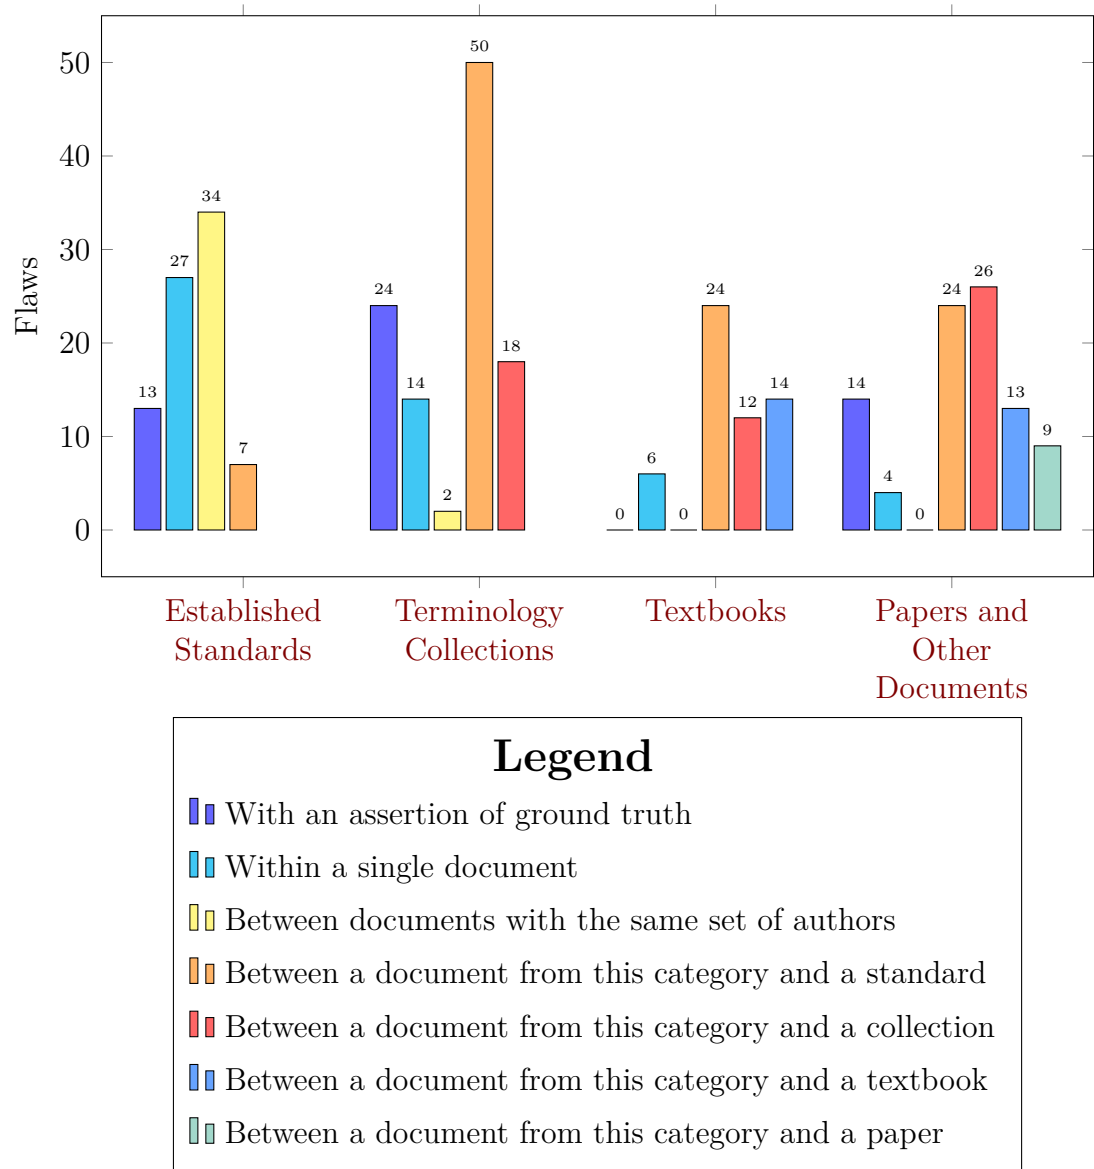 50
40
30
20
10
0
Flaws
13
27
34
7
24
14
2
50
18
0
6
0
24
12
14
14
4
0
24
26
13
9
Established
Standards
Terminology
Collections
Textbooks
Papers and
Other
Documents
Legend
With an assertion of ground truth
Within a single document
Between documents with the same set of authors
Between a document from this category and a standard
Between a document from this category and a collection
Between a document from this category and a textbook
Between a document from this category and a paper